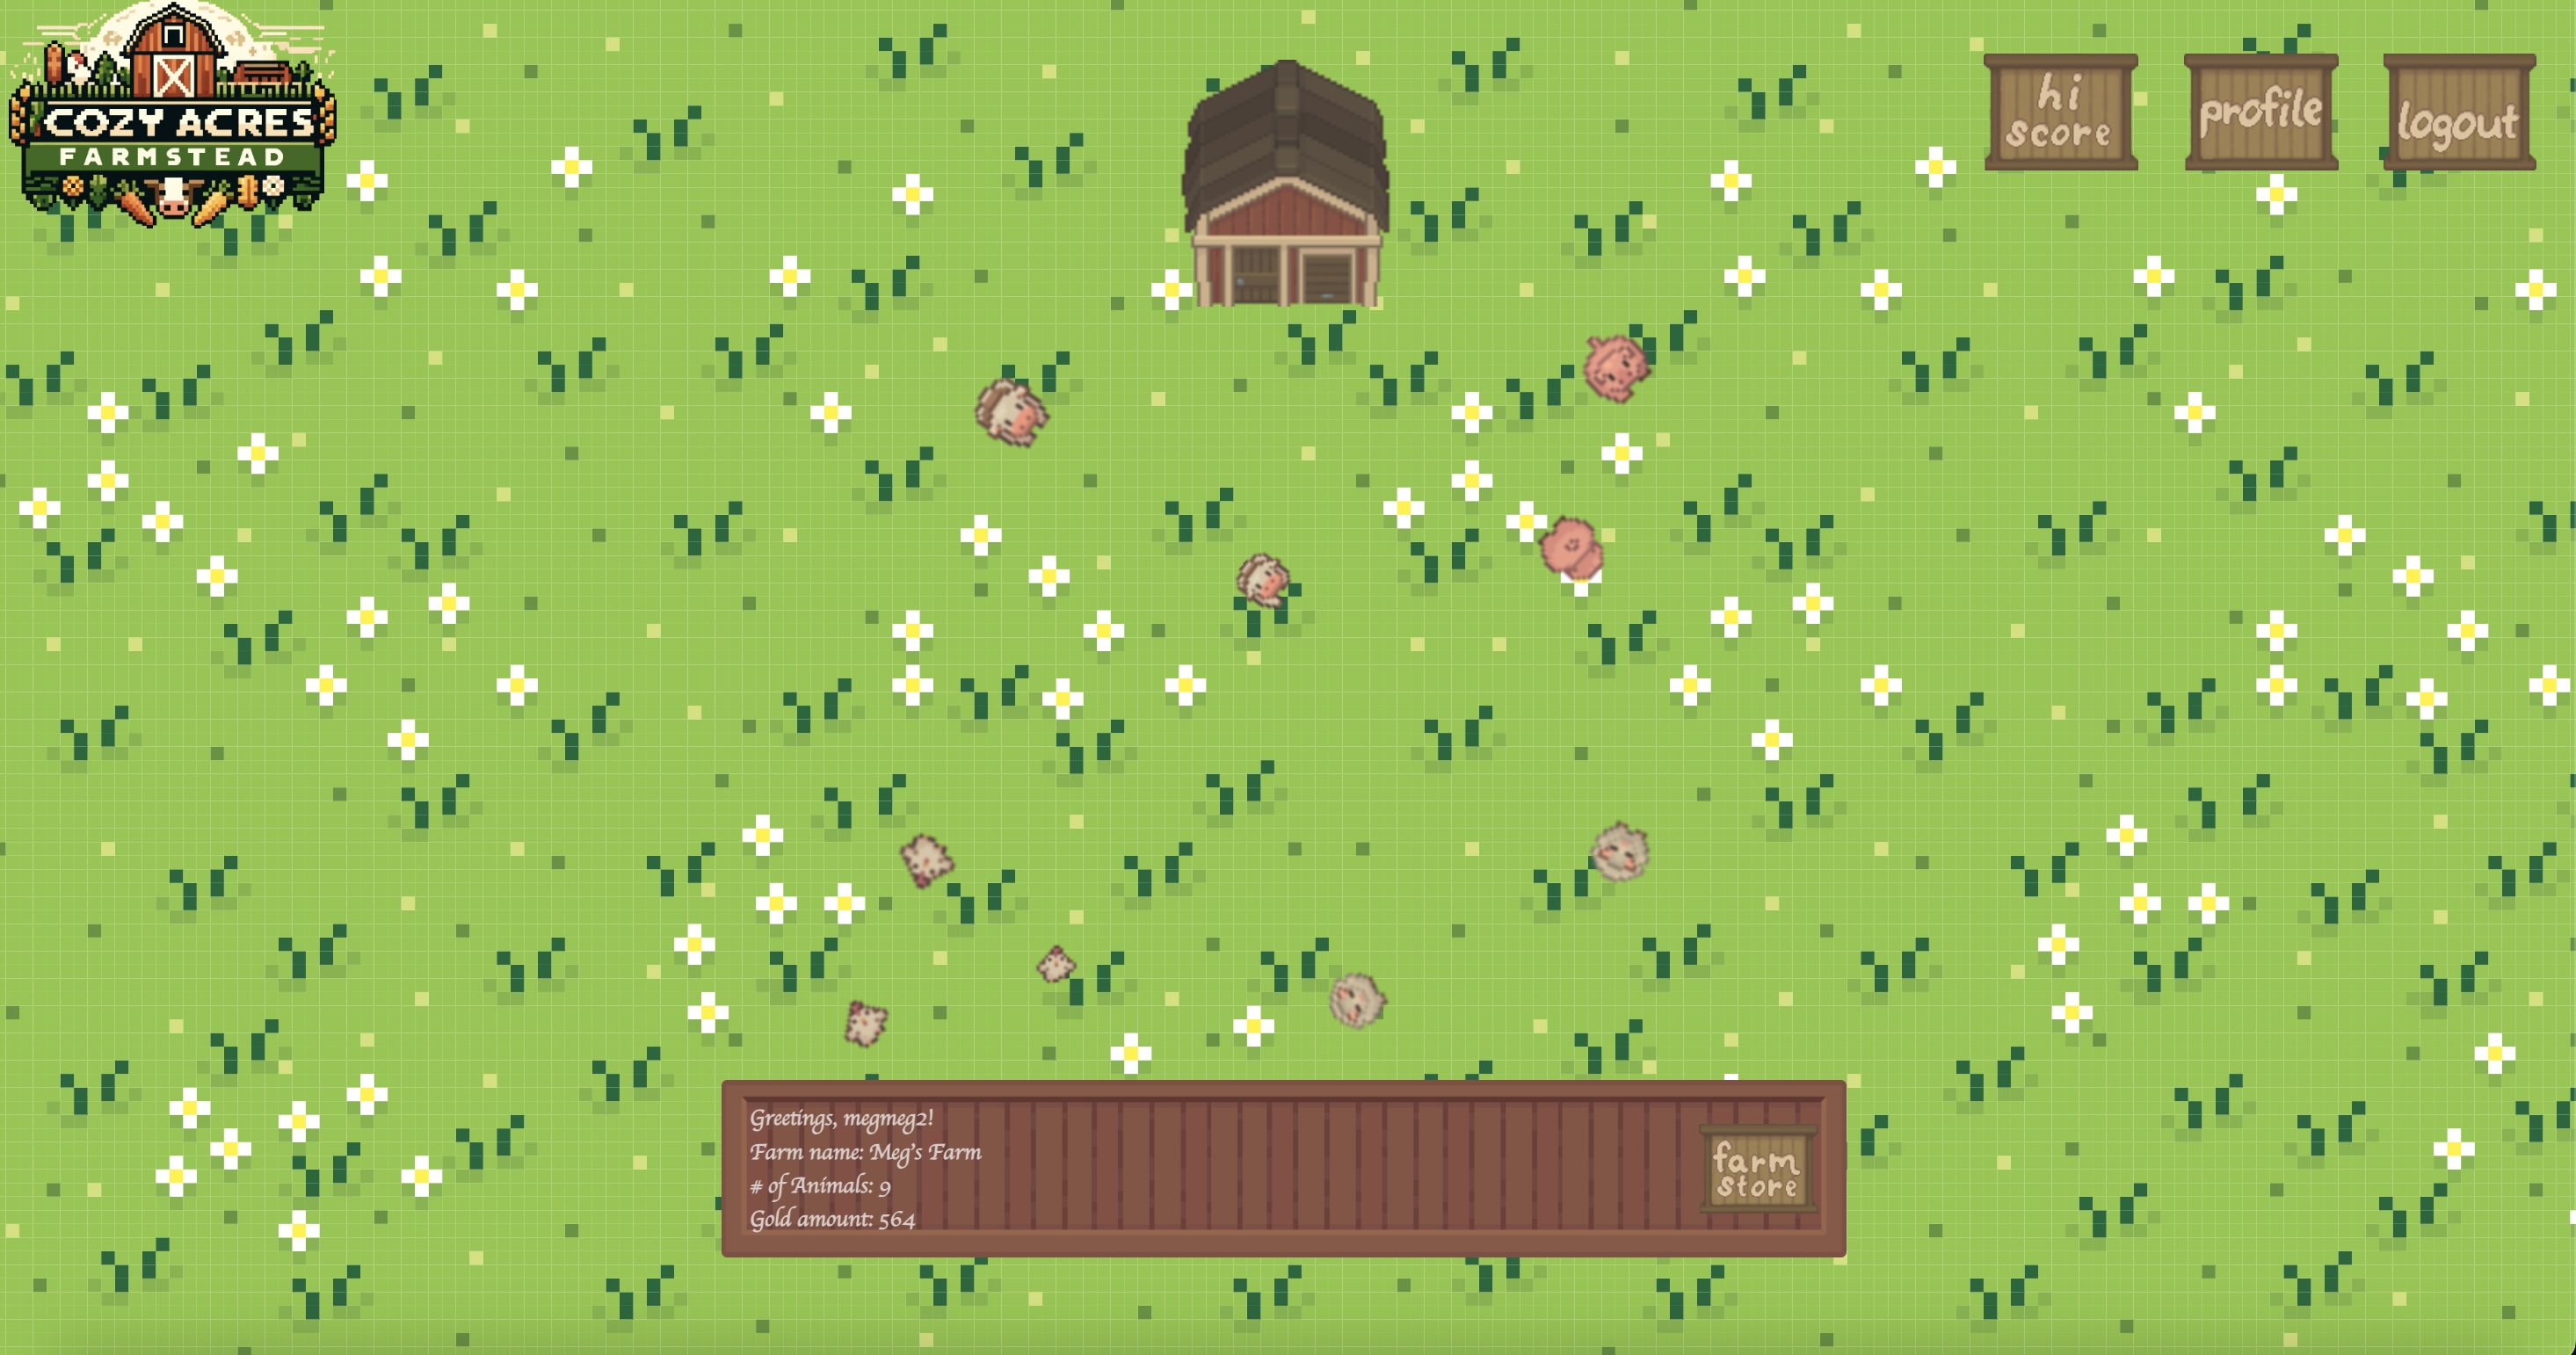 COZY ACRES
FARMSTEAD
hi
score
profile
logout
Greetings, megmeg2!
Farm name: Meg's Farm
# of Animals: 9
Gold amount: 564
farm
store